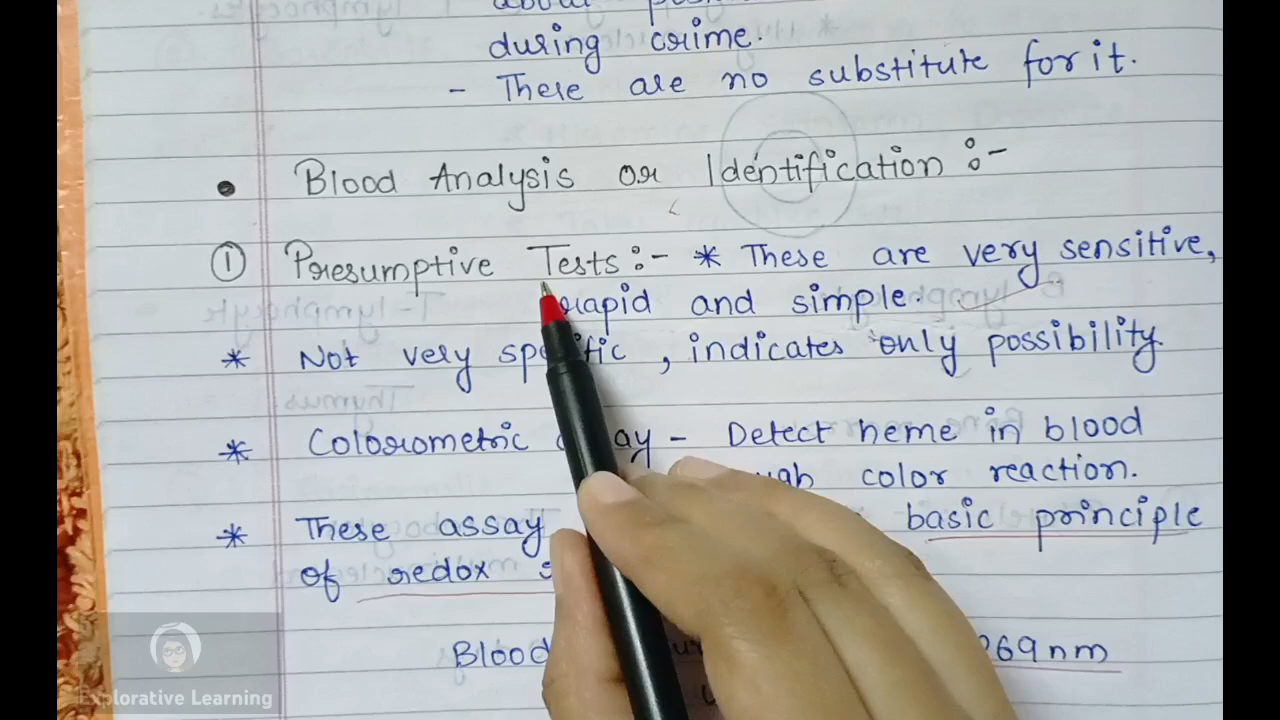 during crime.
- These are no substitute for it.
• Blood Analysis or Identification :-
① Presumptive Tests :- * These are very sensitive,
rapid and simple.
* Not very specific, indicates only possibility.
* Colorometric - Detect heme in blood
color reaction.
* These assay basic principle
of redox
Blood 269nm
Explorative Learning